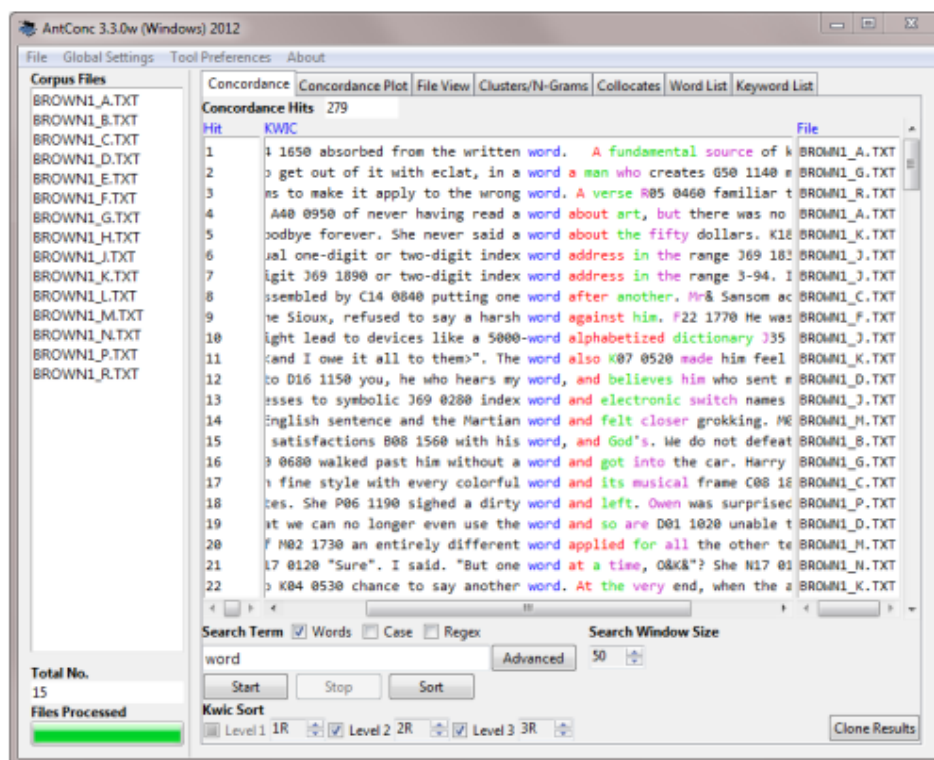 AntConc 3.3.0w (Windows) 2012
File Global Settings Tool Preferences About
Corpus Files
BROWN1_A.TXT
BROWN1_B.TXT
BROWN1_C.TXT
BROWN1_D.TXT
BROWN1_E.TXT
BROWN1_F.TXT
BROWN1_G.TXT
BROWN1_H.TXT
BROWN1_J.TXT
BROWN1_K.TXT
BROWN1_L.TXT
BROWN1_M.TXT
BROWN1_N.TXT
BROWN1_P.TXT
BROWN1_R.TXT
Total No.
15
Files Processed
Concordance Concordance Plot File View Clusters/N-Grams Collocates Word List Keyword List
Concordance Hits 279
Hit KWIC File
1 4 1650 absorbed from the written word. A fundamental source of k BROWN1_A.TXT
2 get out of it with eclat, in a word a man who creates G50 1140 BROWN1_G.TXT
3 ms to make it apply to the wrong word. A verse R05 0460 familiar t BROWN1_R.TXT
4 A40 0950 of never having read a word about art, but there was no BROWN1_A.TXT
5 oodbye forever. She never said a word about the fifty dollars. K18 BROWN1_K.TXT
6 ual one-digit or two-digit index word address in the range J69 183 BROWN1_J.TXT
7 igit J69 1890 or two-digit index word address in the range 3-94. I BROWN1_J.TXT
8 ssembled by C14 0840 putting one word after another. Mr& Sansom ac BROWN1_C.TXT
9 he Sioux, refused to say a harsh word against him. F22 1770 He was BROWN1_F.TXT
10 ight lead to devices like a 5000-word alphabetized dictionary J35 BROWN1_J.TXT
11 <and I owe it all to them>". The word also K07 0520 made him feel BROWN1_K.TXT
12 to D16 1150 you, he who hears my word, and believes him who sent BROWN1_D.TXT
13 esses to symbolic J69 0280 index word and electronic switch names BROWN1_J.TXT
14 English sentence and the Martian word and felt closer grokking. BROWN1_M.TXT
15 satisfactions B08 1560 with his word, and God's. We do not defeat BROWN1_B.TXT
16 0680 walked past him without a word and got into the car. Harry BROWN1_G.TXT
17 fine style with every colorful word and its musical frame C08 18 BROWN1_C.TXT
18 tes. She P06 1190 sighed a dirty word and left. Owen was surprised BROWN1_P.TXT
19 at we can no longer even use the word and so are D01 1020 unable t BROWN1_D.TXT
20 f M02 1730 an entirely different word applied for all the other te BROWN1_M.TXT
21 17 0120 "Sure". I said. "But one word at a time, O&K&"? She N17 01 BROWN1_N.TXT
22 K04 0530 chance to say another word. At the very end, when the a BROWN1_K.TXT
Search Term Words Case Regex Search Window Size
word Advanced 50
Start Stop Sort
Kwic Sort
Level 1 1R Level 2 2R Level 3 3R Clone Results